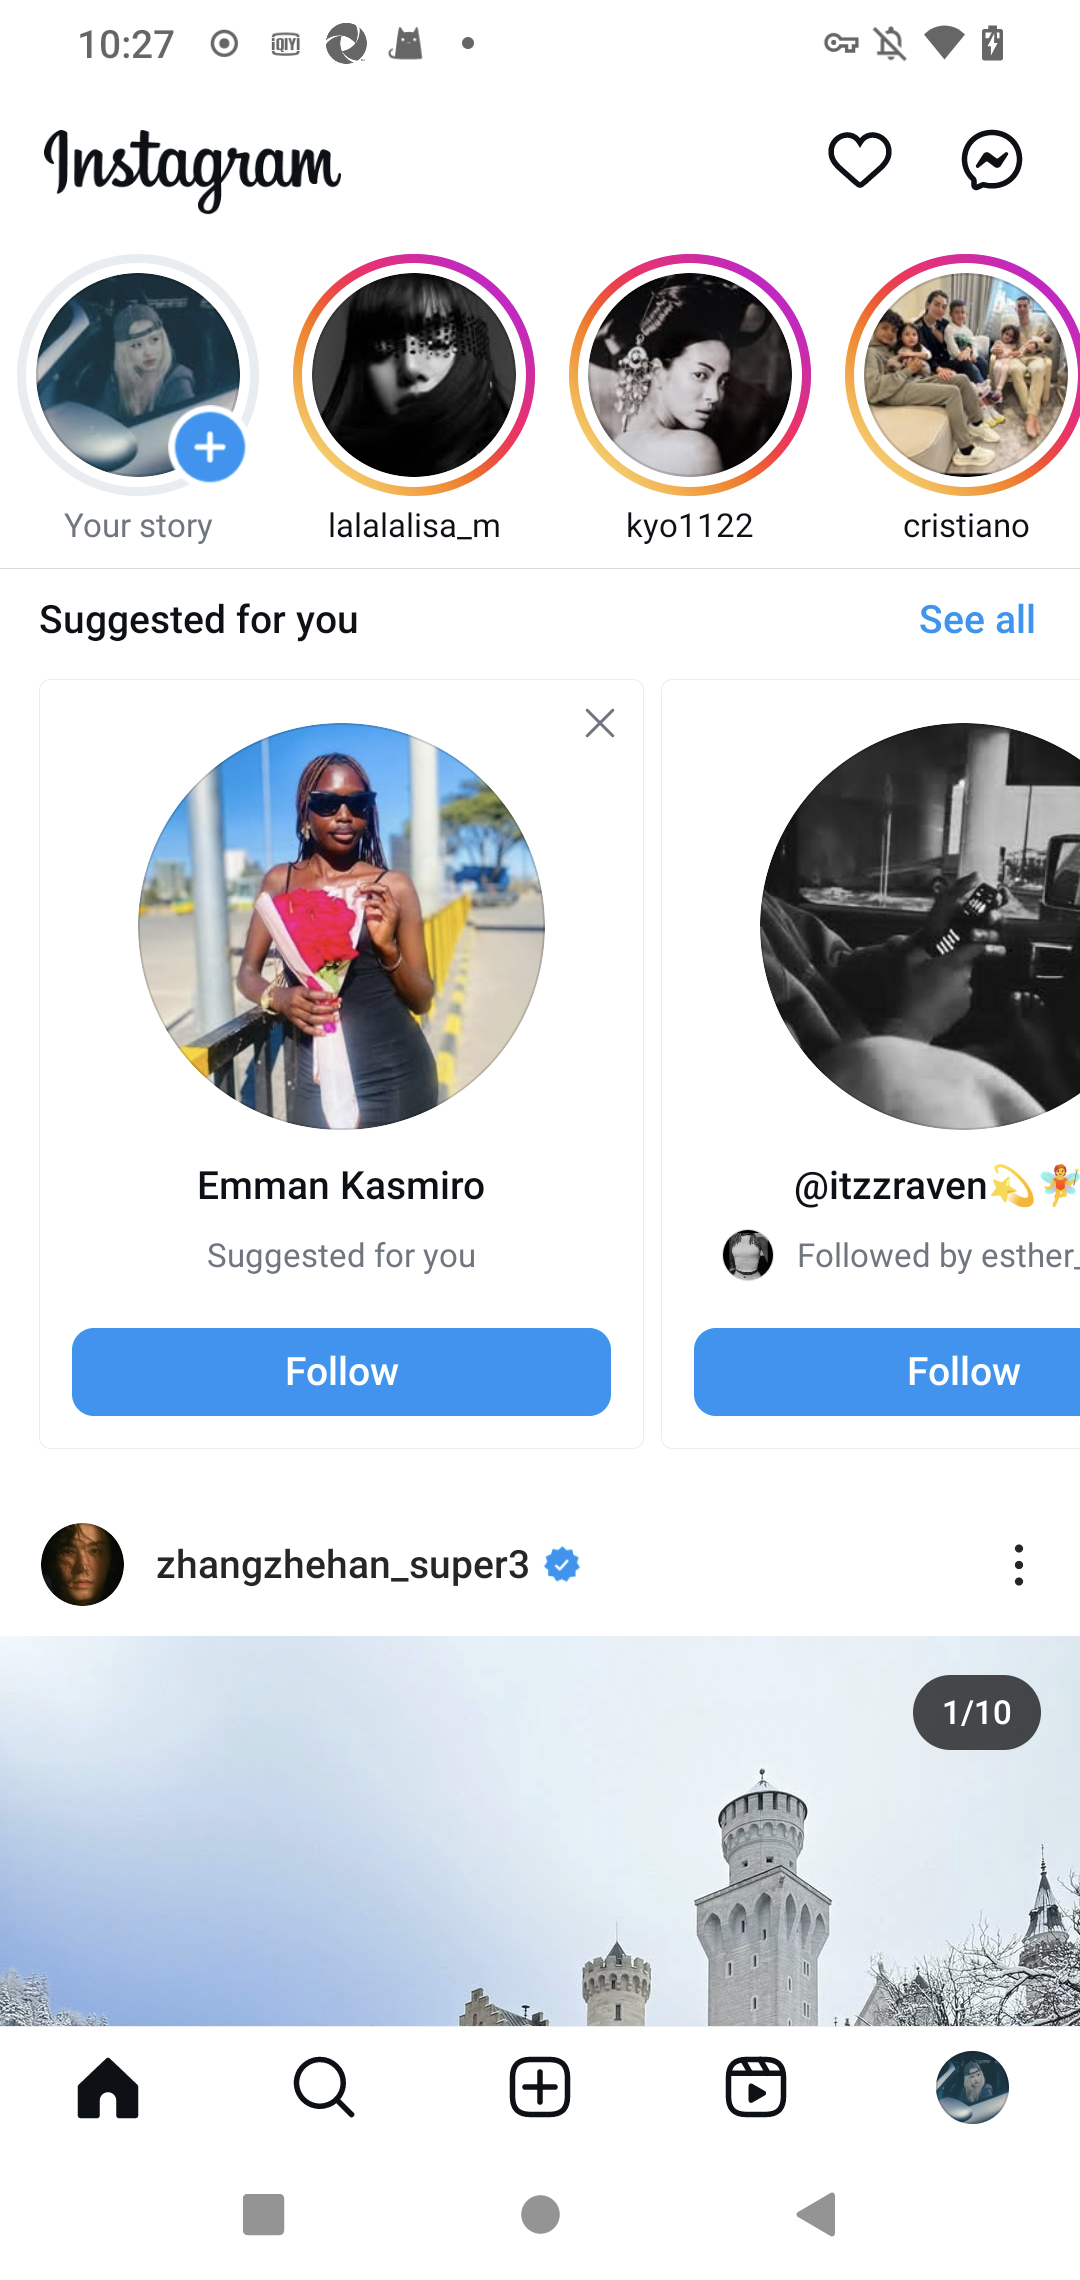 10:27
iQIYI
Instagram
Your story
lalalalisa_m
kyo1122
cristiano
Suggested for you
See all
Emman Kasmiro
@itzzraven💫🧚
Suggested for you
Followed by esther_
Follow
Follow
zhangzhehan_super3
1/10